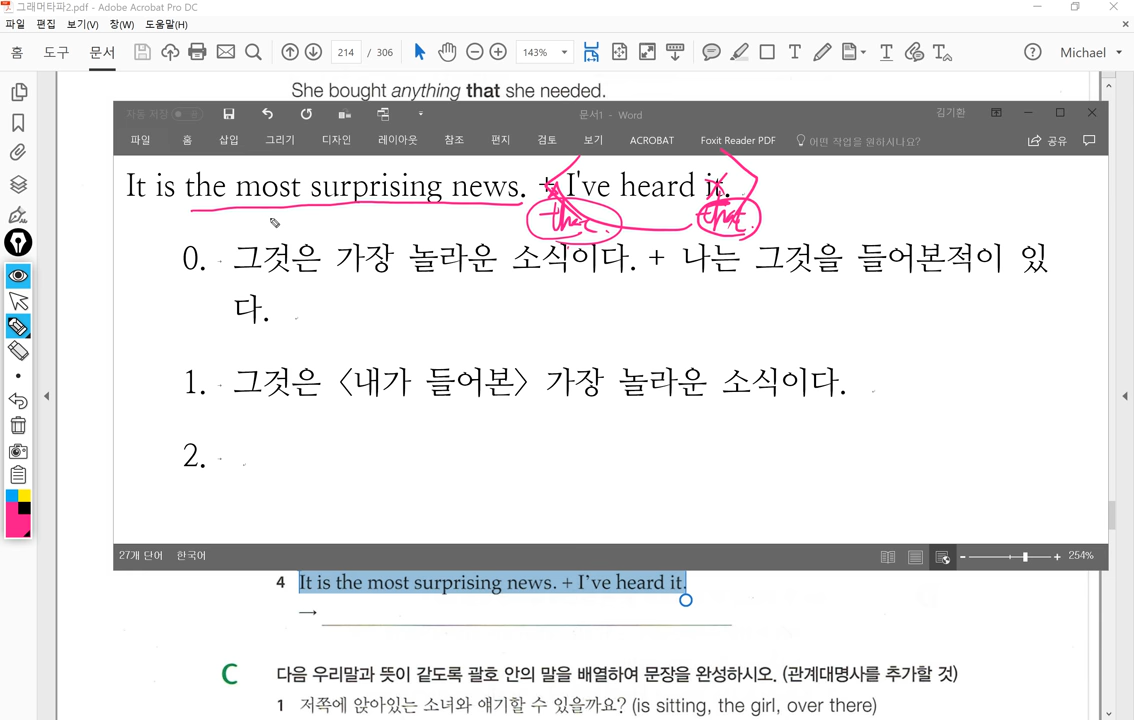 그래머타파2.pdf - Adobe Acrobat Pro DC
파일 편집 보기(V) 창(W) 도움말(H)
홈 도구 문서 214 / 306 143% Michael
She bought anything that she needed.
자동 저장 문서1 - Word 김기환
파일 홈 삽입 그리기 디자인 레이아웃 참조 편지 검토 보기 ACROBAT Foxit Reader PDF 어떤 작업을 원하시나요? 공유
It is the most surprising news. + I've heard it.
that that
0. 그것은 가장 놀라운 소식이다. + 나는 그것을 들어본적이 있
다.
1. 그것은 〈내가 들어본〉 가장 놀라운 소식이다.
2.
27개 단어 한국어 254%
4 It is the most surprising news. + I've heard it.
→
C 다음 우리말과 뜻이 같도록 괄호 안의 말을 배열하여 문장을 완성하시오. (관계대명사를 추가할 것)
1 저쪽에 앉아있는 소녀와 얘기할 수 있을까요? (is sitting, the girl, over there)